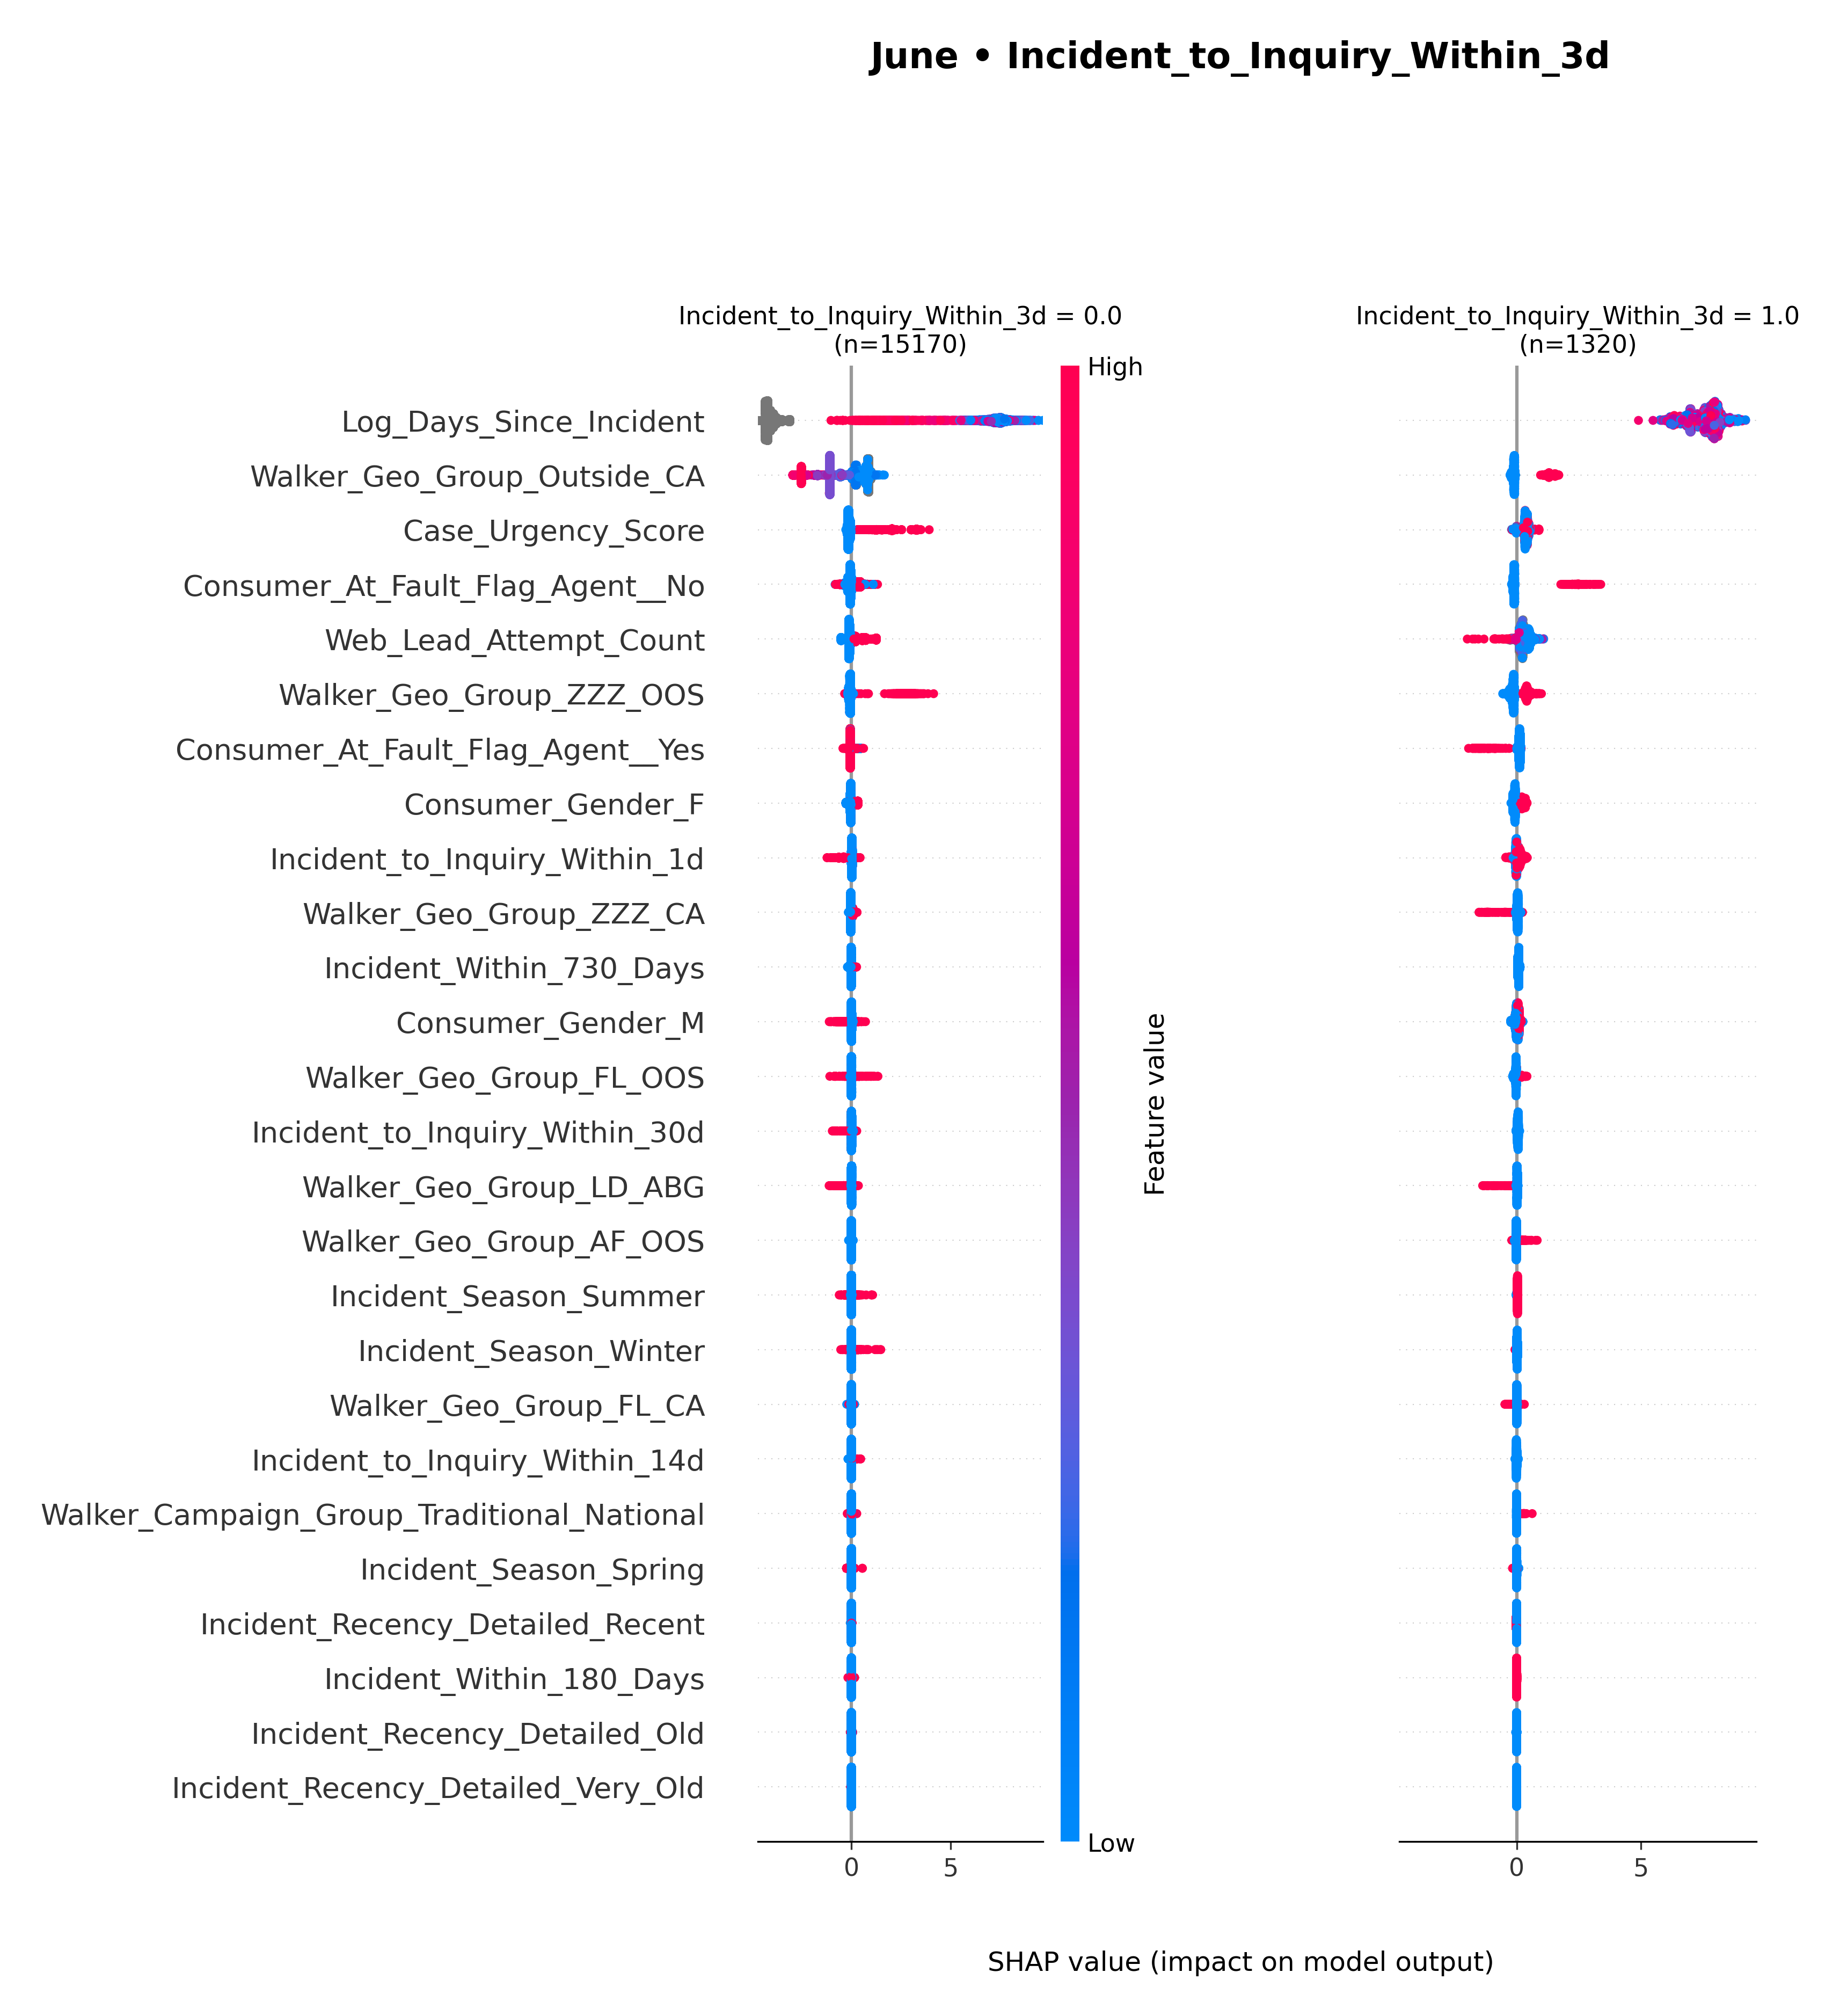 June • Incident_to_Inquiry_Within_3d
Incident_to_Inquiry_Within_3d = 0.0
(n=15170)
Incident_to_Inquiry_Within_3d = 1.0
(n=1320)
High
Log_Days_Since_Incident
Walker_Geo_Group_Outside_CA
Case_Urgency_Score
Consumer_At_Fault_Flag_Agent__No
Web_Lead_Attempt_Count
Walker_Geo_Group_ZZZ_OOS
Consumer_At_Fault_Flag_Agent__Yes
Consumer_Gender_F
Incident_to_Inquiry_Within_1d
Walker_Geo_Group_ZZZ_CA
Incident_Within_730_Days
Consumer_Gender_M
Walker_Geo_Group_FL_OOS
Incident_to_Inquiry_Within_30d
Walker_Geo_Group_LD_ABG
Walker_Geo_Group_AF_OOS
Incident_Season_Summer
Incident_Season_Winter
Walker_Geo_Group_FL_CA
Incident_to_Inquiry_Within_14d
Walker_Campaign_Group_Traditional_National
Incident_Season_Spring
Incident_Recency_Detailed_Recent
Incident_Within_180_Days
Incident_Recency_Detailed_Old
Incident_Recency_Detailed_Very_Old
Feature value
Low
0 5
0 5
SHAP value (impact on model output)